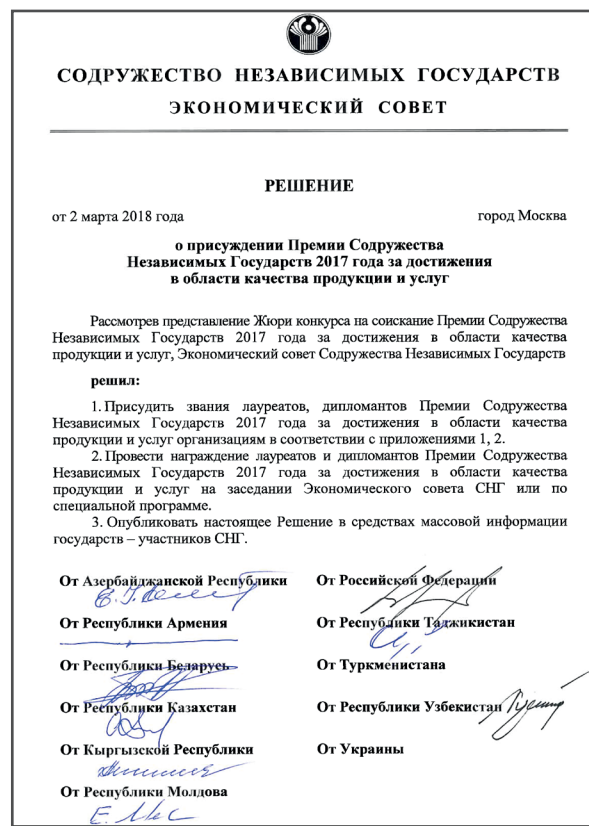 СОДРУЖЕСТВО НЕЗАВИСИМЫХ ГОСУДАРСТВ
ЭКОНОМИЧЕСКИЙ СОВЕТ
РЕШЕНИЕ
от 2 марта 2018 года город Москва
о присуждении Премии Содружества
Независимых Государств 2017 года за достижения
в области качества продукции и услуг
Рассмотрев представление Жюри конкурса на соискание Премии Содружества
Независимых Государств 2017 года за достижения в области качества
продукции и услуг, Экономический совет Содружества Независимых Государств
решил:
1. Присудить звания лауреатов, дипломантов Премии Содружества
Независимых Государств 2017 года за достижения в области качества
продукции и услуг организациям в соответствии с приложениями 1, 2.
2. Провести награждение лауреатов и дипломантов Премии Содружества
Независимых Государств 2017 года за достижения в области качества
продукции и услуг на заседании Экономического совета СНГ или по
специальной программе.
3. Опубликовать настоящее Решение в средствах массовой информации
государств – участников СНГ.
От Азербайджанской Республики От Российской Федерации
От Республики Армения От Республики Таджикистан
От Республики Беларусь От Туркменистана
От Республики Казахстан От Республики Узбекистан
От Кыргызской Республики От Украины
От Республики Молдова